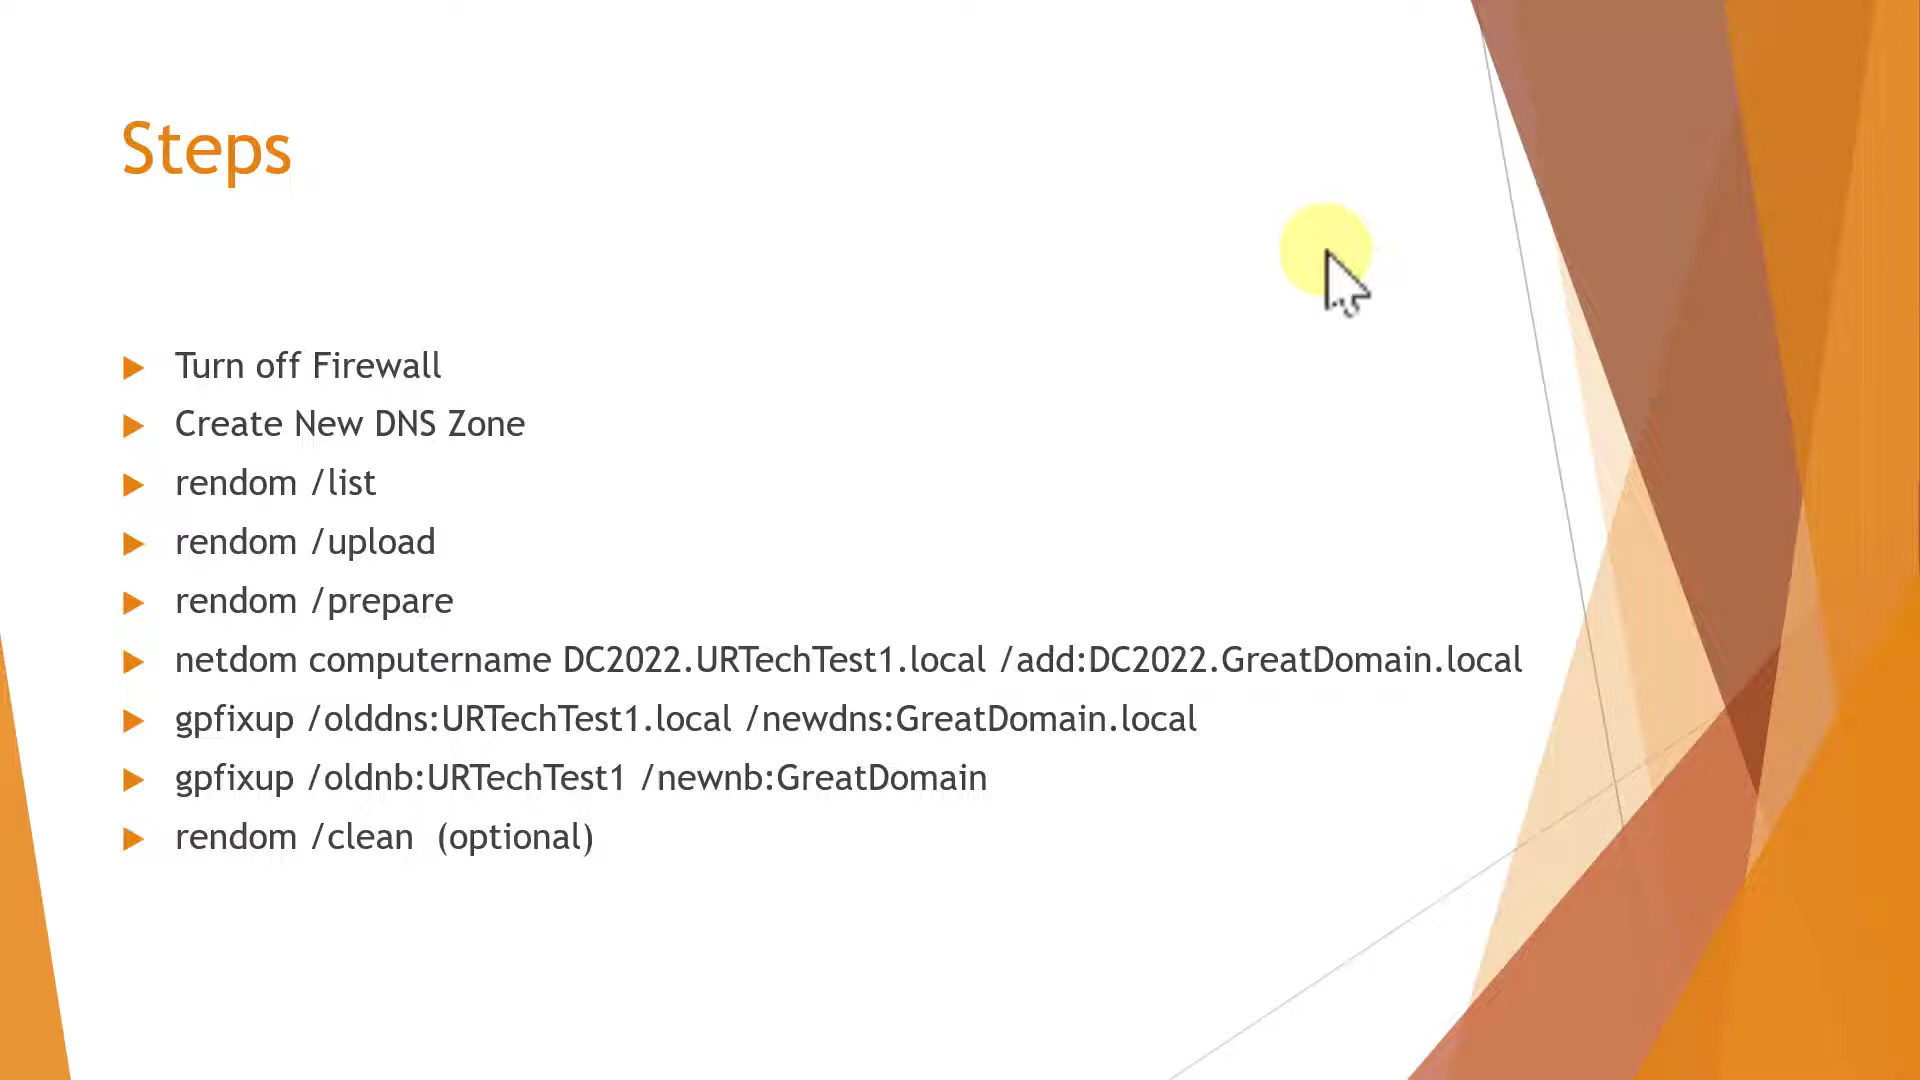 Steps
Turn off Firewall
Create New DNS Zone
rendom /list
rendom /upload
rendom /prepare
netdom computername DC2022.URTechTest1.local /add:DC2022.GreatDomain.local
gpfixup /olddns:URTechTest1.local /newdns:GreatDomain.local
gpfixup /oldnb:URTechTest1 /newnb:GreatDomain
rendom /clean  (optional)